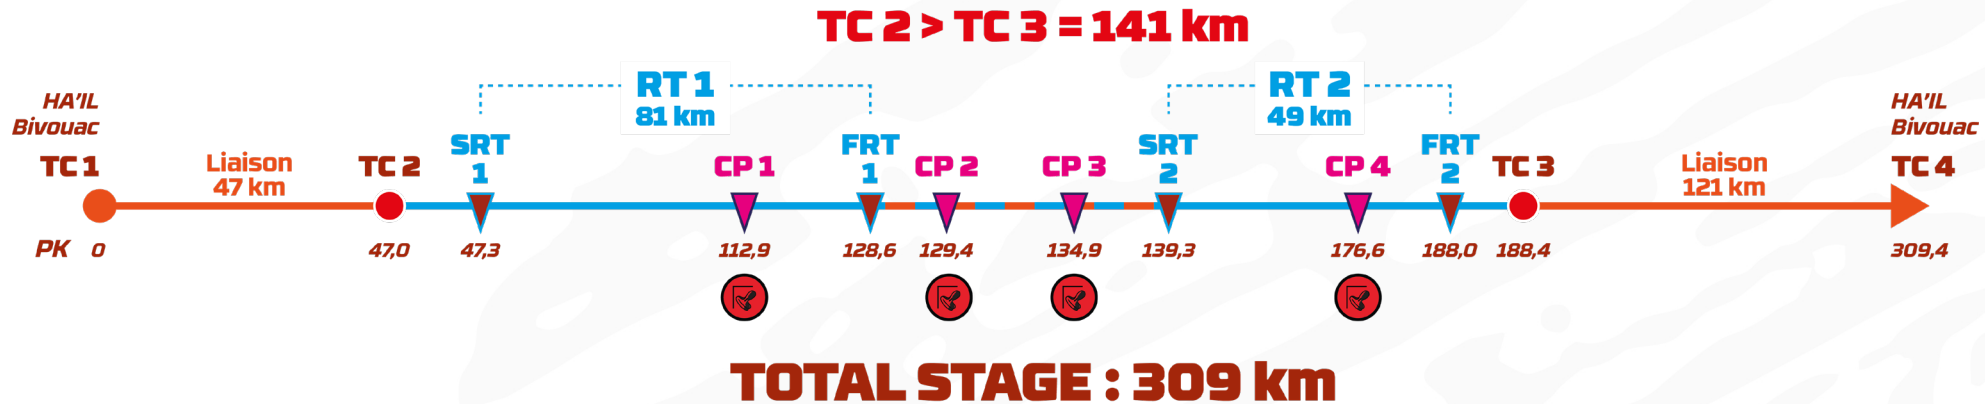 TC 2 > TC 3 = 141 km
RT 1
81 km
RT 2
49 km
HA'IL
Bivouac
TC 1
Liaison
47 km
TC 2
SRT
1
CP 1
FRT
1
CP 2
CP 3
SRT
2
CP 4
FRT
2
TC 3
Liaison
121 km
HA'IL
Bivouac
TC 4
PK 0 47,0 47,3 112,9 128,6 129,4 134,9 139,3 176,6 188,0 188,4 309,4
TOTAL STAGE : 309 km